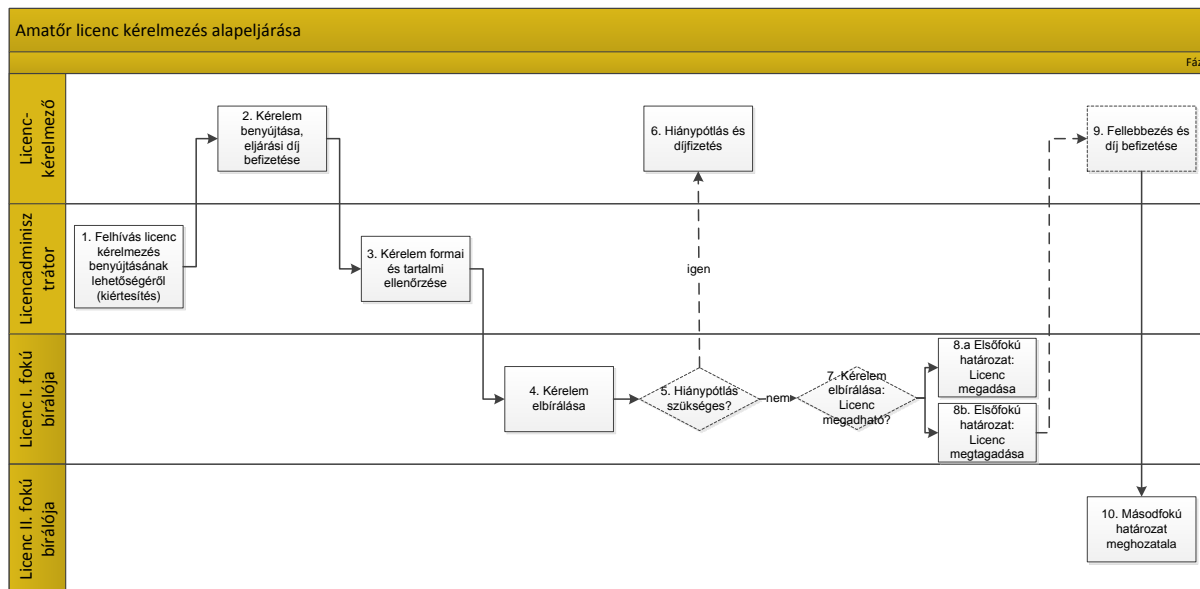 Amatőr licenc kérelmezés alapeljárása
Fáz
Licenc-
kérelmező
2. Kérelem
benyújtása,
eljárási díj
befizetése
6. Hiánypótlás és
díjfizetés
9. Fellebbezés és
díj befizetése
Licencadminisz
trátor
1. Felhívás licenc
kérelmezés
benyújtásának
lehetőségéről
(kiértesítés)
3. Kérelem formai
és tartalmi
ellenőrzése
igen
Licenc I. fokú
bírálója
4. Kérelem
elbírálása
5. Hiánypótlás
szükséges?
nem
7. Kérelem
elbírálása:
Licenc
megadható?
8.a Elsőfokú
határozat:
Licenc
megadása
8b. Elsőfokú
határozat:
Licenc
megtagadása
Licenc II. fokú
bírálója
10. Másodfokú
határozat
meghozatala